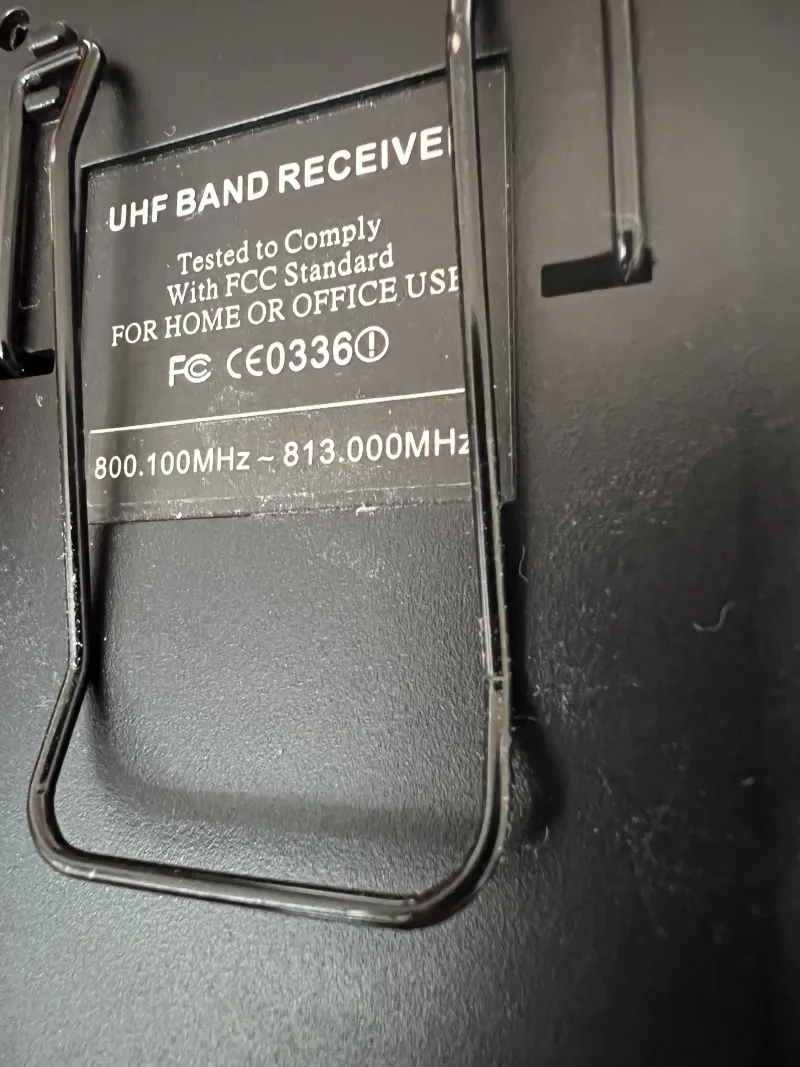 UHF BAND RECEIVE
Tested to Comply
With FCC Standard
FOR HOME OR OFFICE USE
FC CE0336
800.100MHz ~ 813.000MHz